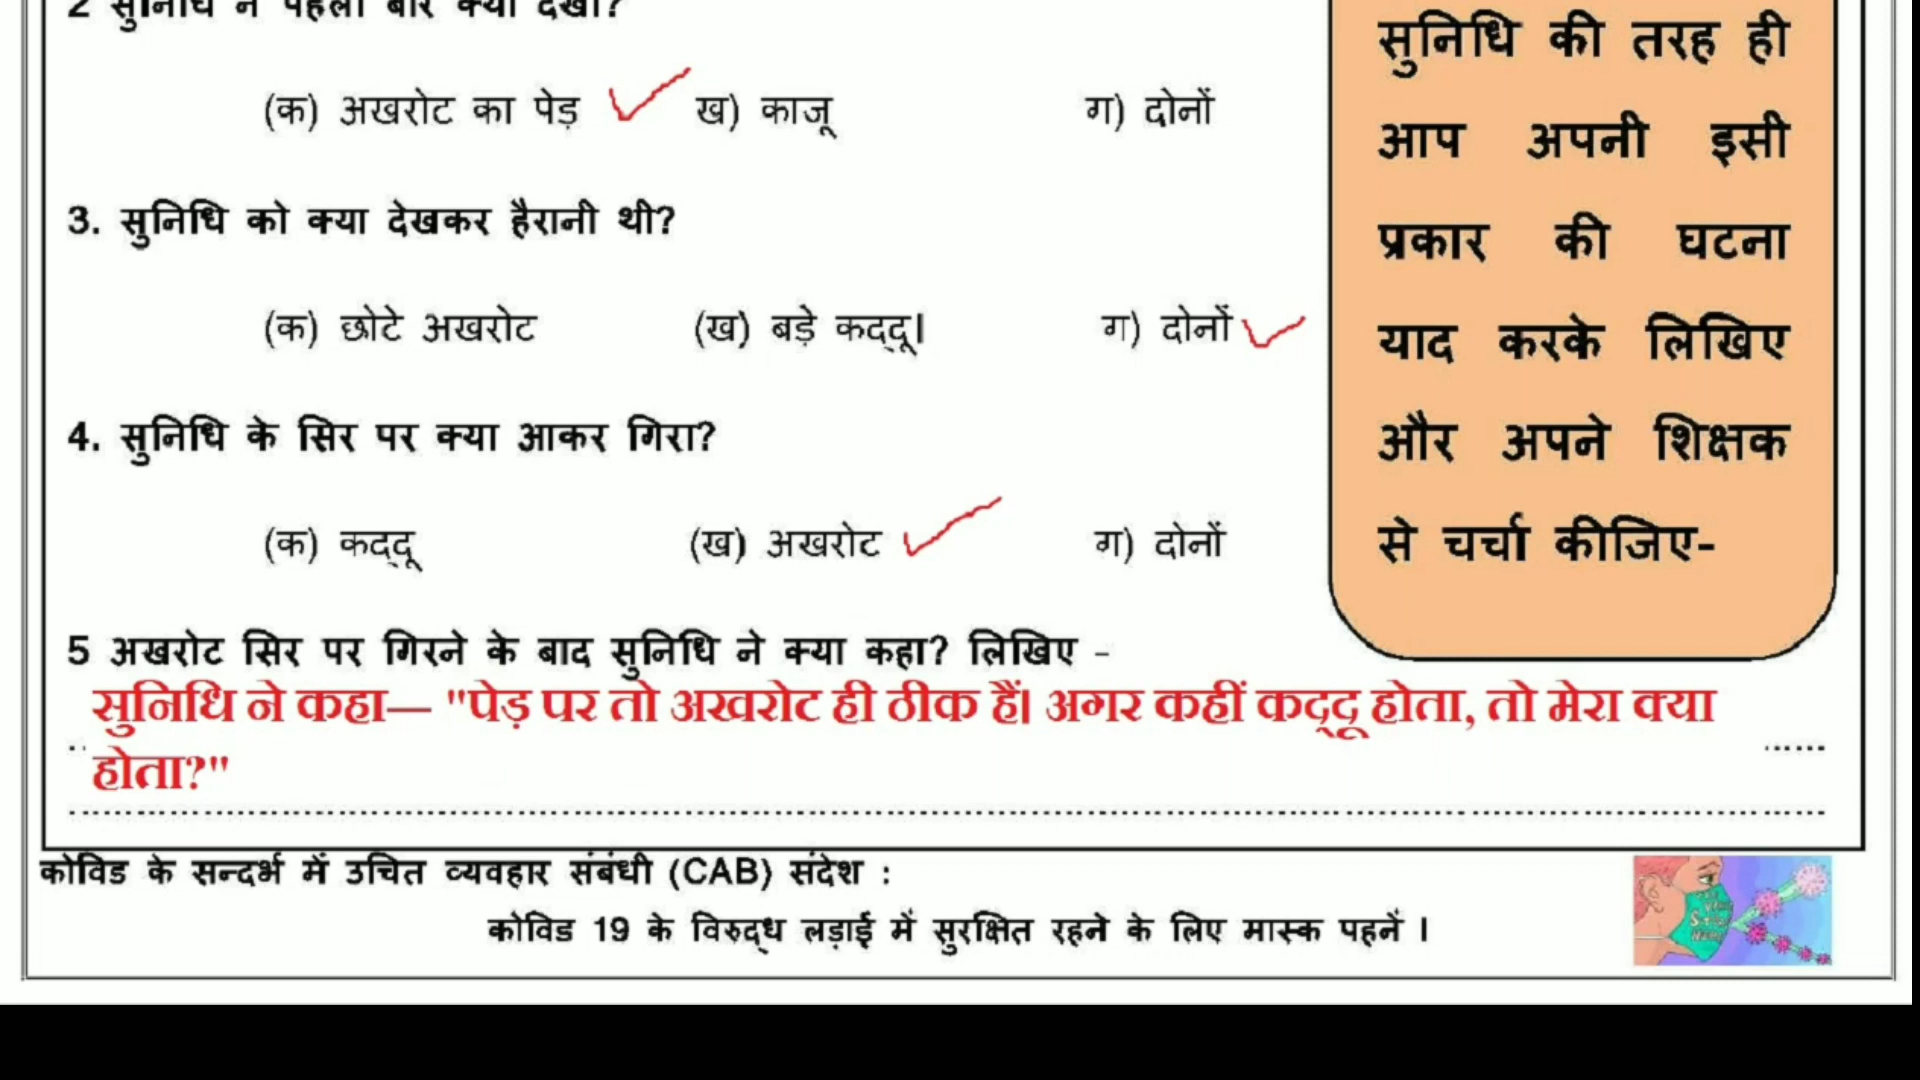 2 सुनिधि ने पहली बार क्या देखा?
(क) अखरोट का पेड़ ख) काजू ग) दोनों
3. सुनिधि को क्या देखकर हैरानी थी?
(क) छोटे अखरोट (ख) बड़े कद्दू। ग) दोनों
4. सुनिधि के सिर पर क्या आकर गिरा?
(क) कद्दू (ख) अखरोट ग) दोनों
5 अखरोट सिर पर गिरने के बाद सुनिधि ने क्या कहा? लिखिए -
सुनिधि ने कहा— "पेड़ पर तो अखरोट ही ठीक हैं। अगर कहीं कद्दू होता, तो मेरा क्या
होता?"
सुनिधि की तरह ही
आप अपनी इसी
प्रकार की घटना
याद करके लिखिए
और अपने शिक्षक
से चर्चा कीजिए-
कोविड के सन्दर्भ में उचित व्यवहार संबंधी (CAB) संदेश :
कोविड 19 के विरुद्ध लड़ाई में सुरक्षित रहने के लिए मास्क पहनें ।